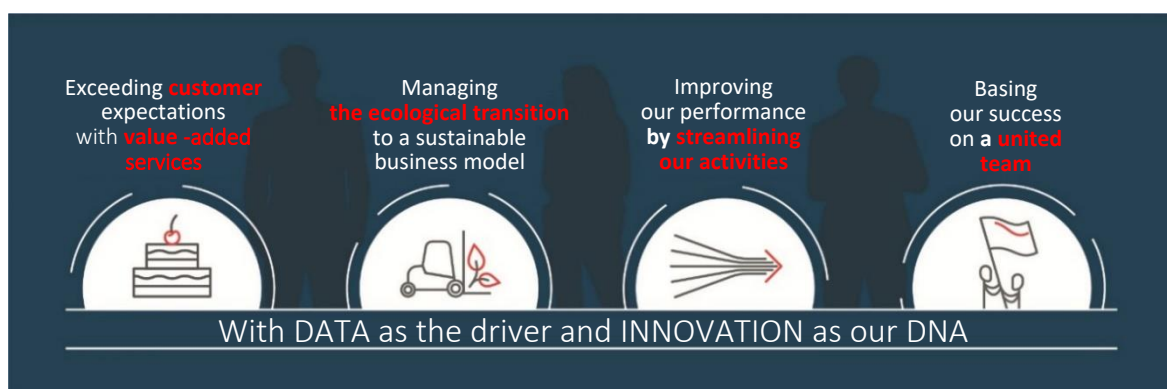 Exceeding customer
expectations
with value -added
services
Managing
the ecological transition
to a sustainable
business model
Improving
our performance
by streamlining
our activities
Basing
our success
on a united
team
With DATA as the driver and INNOVATION as our DNA